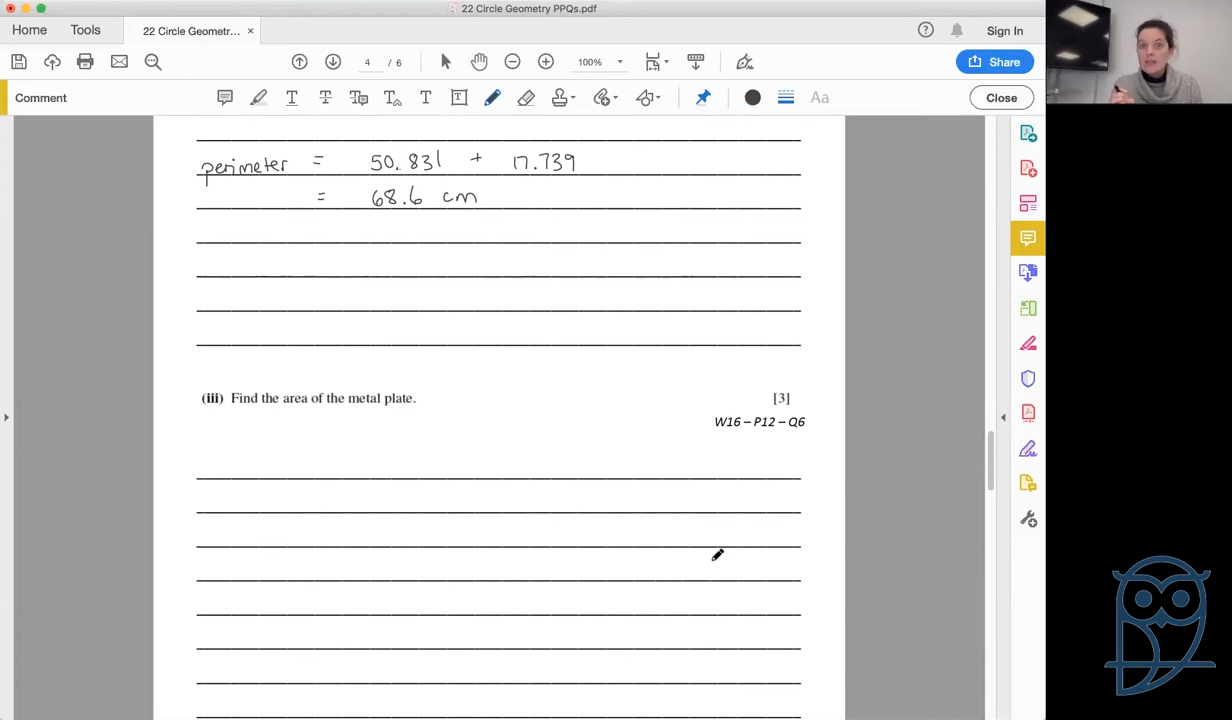 22 Circle Geometry PPQs.pdf
Home
Tools
22 Circle Geometr...
Sign In
4 / 6
100%
Share
Comment
Aa
Close
perimeter = 50.831 + 17.739
= 68.6 cm
(iii) Find the area of the metal plate. [3]
W16 – P12 – Q6